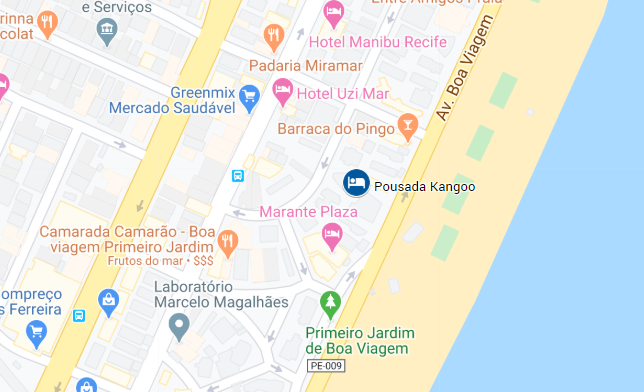 Entre Amigos Praia
rinna
colat
e Serviços
Hotel Manibu Recife
Av. Boa Viagem
Padaria Miramar
Greenmix
Mercado Saudável
Hotel Uzi Mar
Barraca do Pingo
Pousada Kangoo
Marante Plaza
Camarada Camarão - Boa
viagem Primeiro Jardim
Frutos do mar • $$$
ompreço
s Ferreira
Laboratório
Marcelo Magalhães
Primeiro Jardim
de Boa Viagem
PE-009